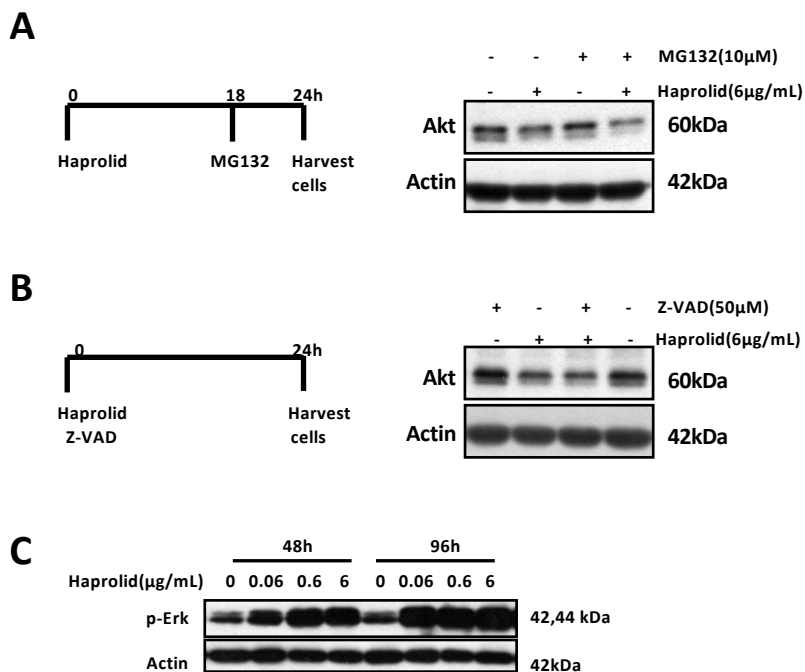 A
0 18 24h
Haprolid MG132 Harvest
cells
- - + + MG132(10µM)
- + - + Haprolid(6µg/mL)
Akt 60kDa
Actin 42kDa
B
0 24h
Haprolid Harvest
Z-VAD cells
+ - + - Z-VAD(50µM)
- + + - Haprolid(6µg/mL)
Akt 60kDa
Actin 42kDa
C
48h 96h
Haprolid(µg/mL) 0 0.06 0.6 6 0 0.06 0.6 6
p-Erk 42,44 kDa
Actin 42kDa